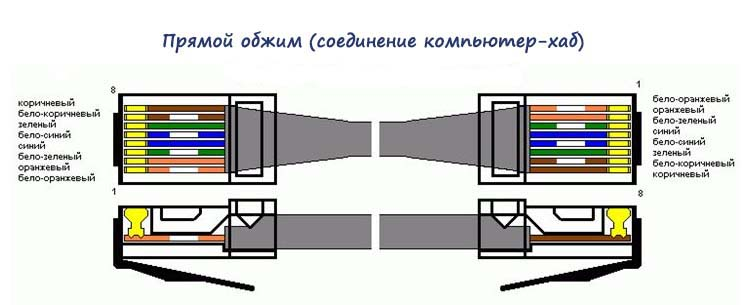 Прямой обжим (соединение компьютер-хаб)
8
коричневый
бело-коричневый
зеленый
бело-синий
синий
бело-зеленый
оранжевый
бело-оранжевый
1
1
бело-оранжевый
оранжевый
бело-зеленый
синий
бело-синий
зеленый
бело-коричневый
коричневый
8